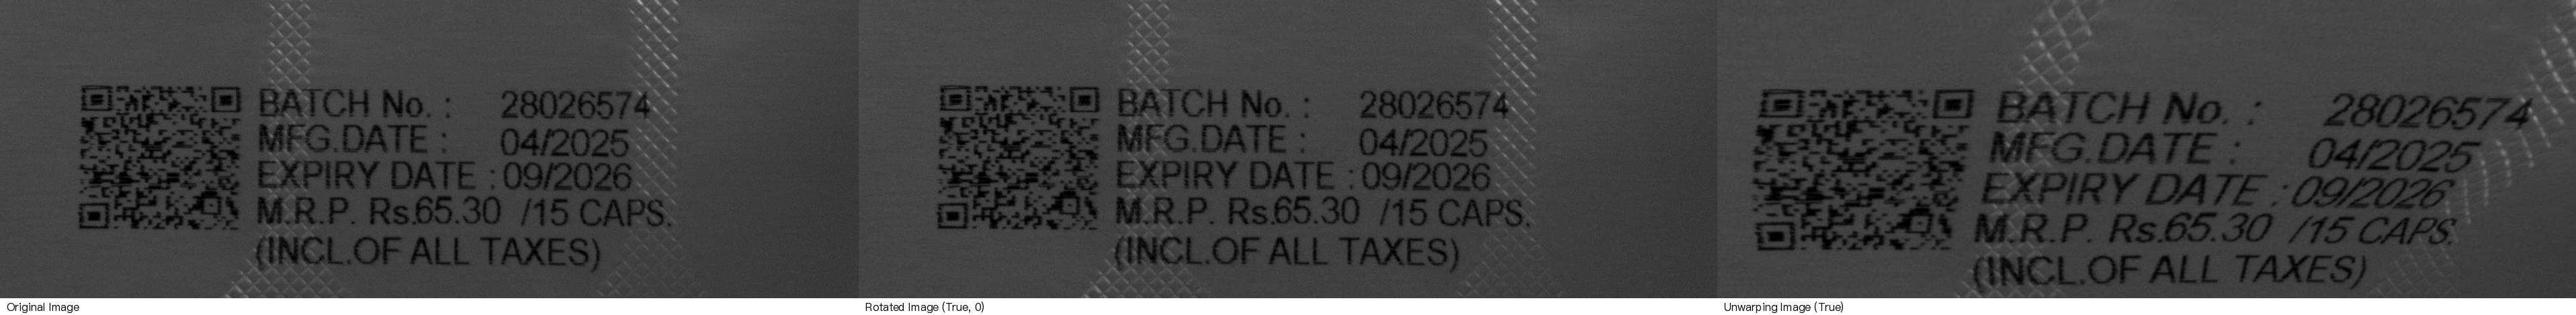 BATCH No. : 28026574
MFG.DATE : 04/2025
EXPIRY DATE : 09/2026
M.R.P. Rs.65.30 /15 CAPS.
(INCL.OF ALL TAXES)
Original Image
BATCH No. : 28026574
MFG.DATE : 04/2025
EXPIRY DATE : 09/2026
M.R.P. Rs.65.30 /15 CAPS.
(INCL.OF ALL TAXES)
Rotated Image (True, 0)
BATCH No. : 28026574
MFG.DATE : 04/2025
EXPIRY DATE : 09/2026
M.R.P. Rs.65.30 /15 CAPS.
(INCL.OF ALL TAXES)
Unwarping Image (True)